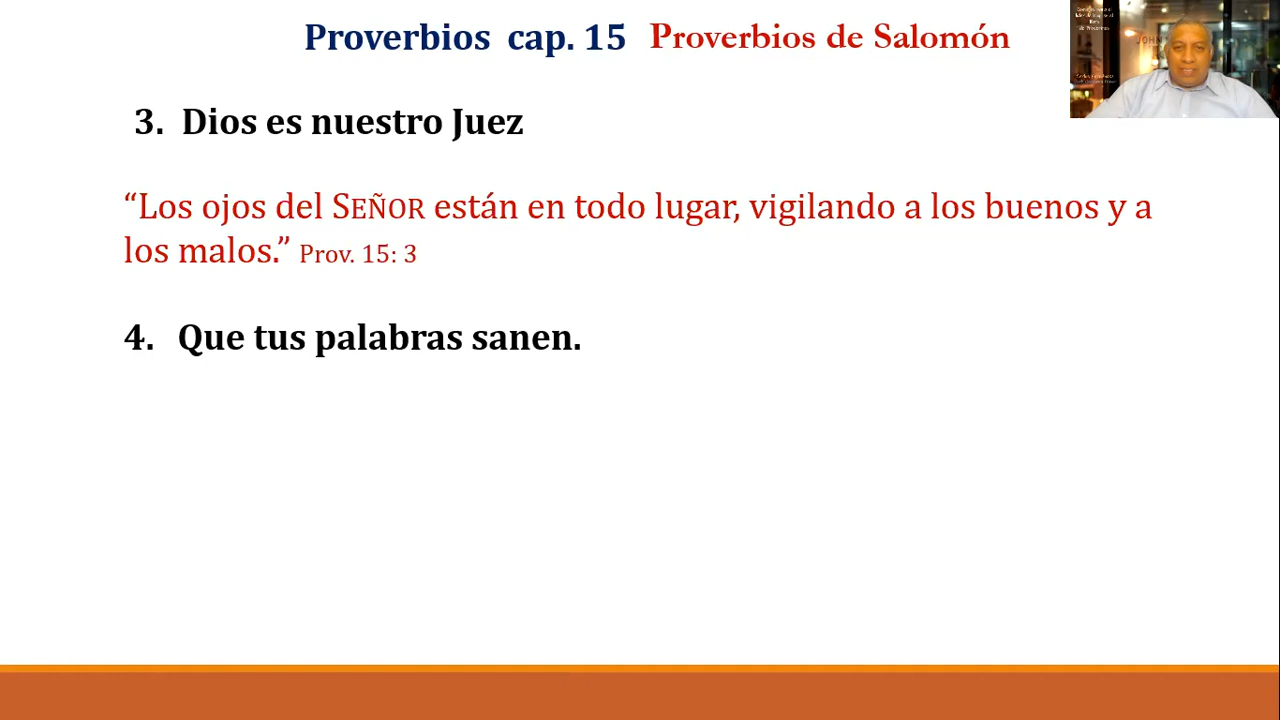 Proverbios cap. 15 Proverbios de Salomón
3. Dios es nuestro Juez
“Los ojos del SEÑOR están en todo lugar, vigilando a los buenos y a
los malos.” Prov. 15: 3
4. Que tus palabras sanen.